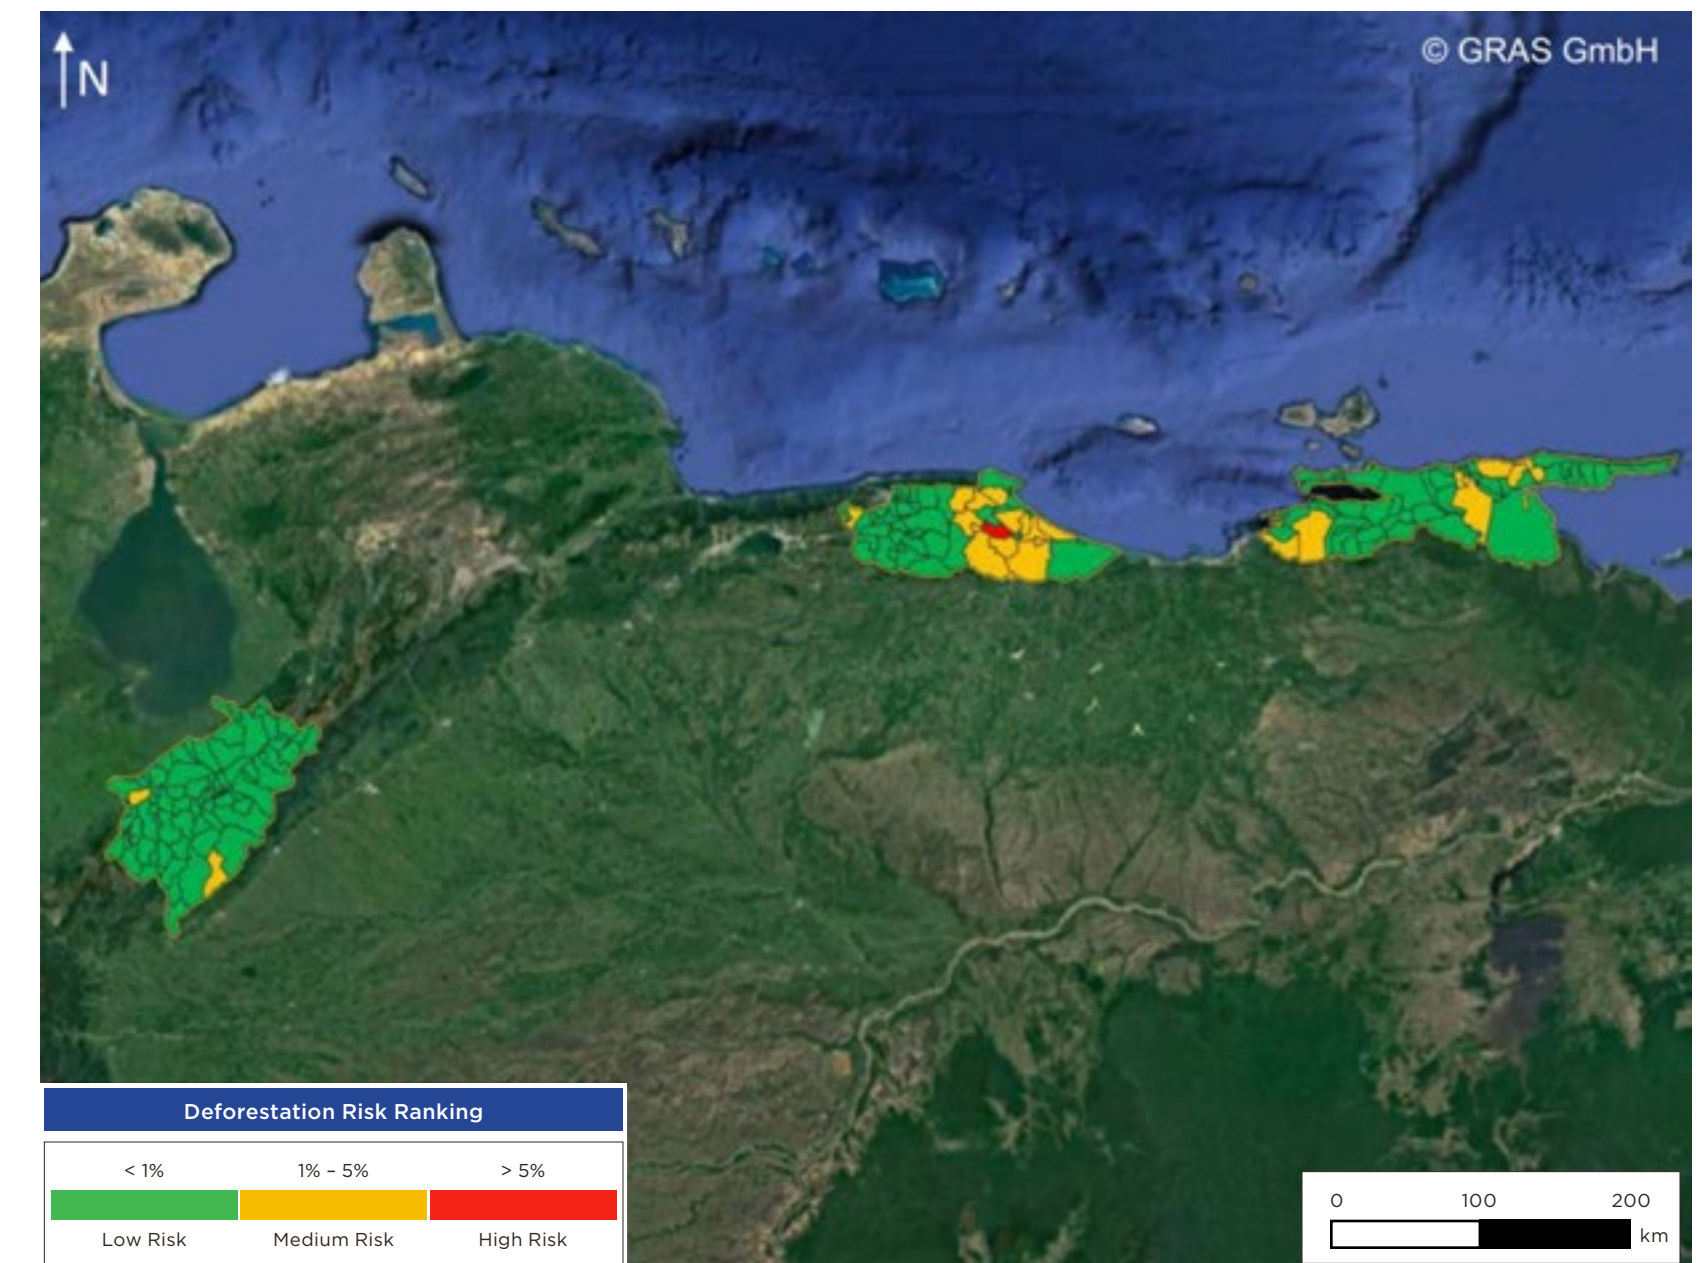 N
© GRAS GmbH
Deforestation Risk Ranking
< 1% 1% – 5% > 5%
Low Risk Medium Risk High Risk
0 100 200
km